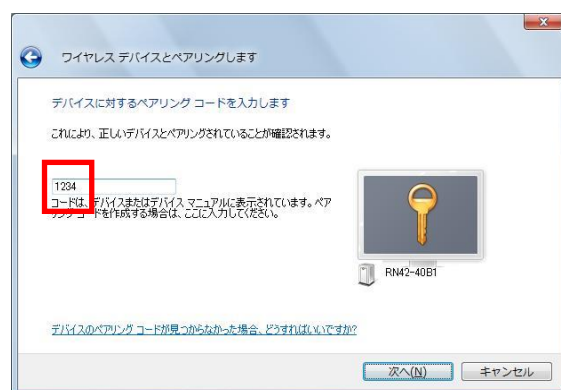 ワイヤレス デバイスとペアリングします
デバイスに対するペアリング コードを入力します
これにより、正しいデバイスとペアリングされていることが確認されます。
1234
コードは、デバイスまたはデバイス マニュアルに表示されています。ペア
リング コードを作成する場合は、ここに入力してください。
RN42-40B1
デバイスのペアリング コードが見つからなかった場合、どうすればいいですか?
次へ(N)
キャンセル